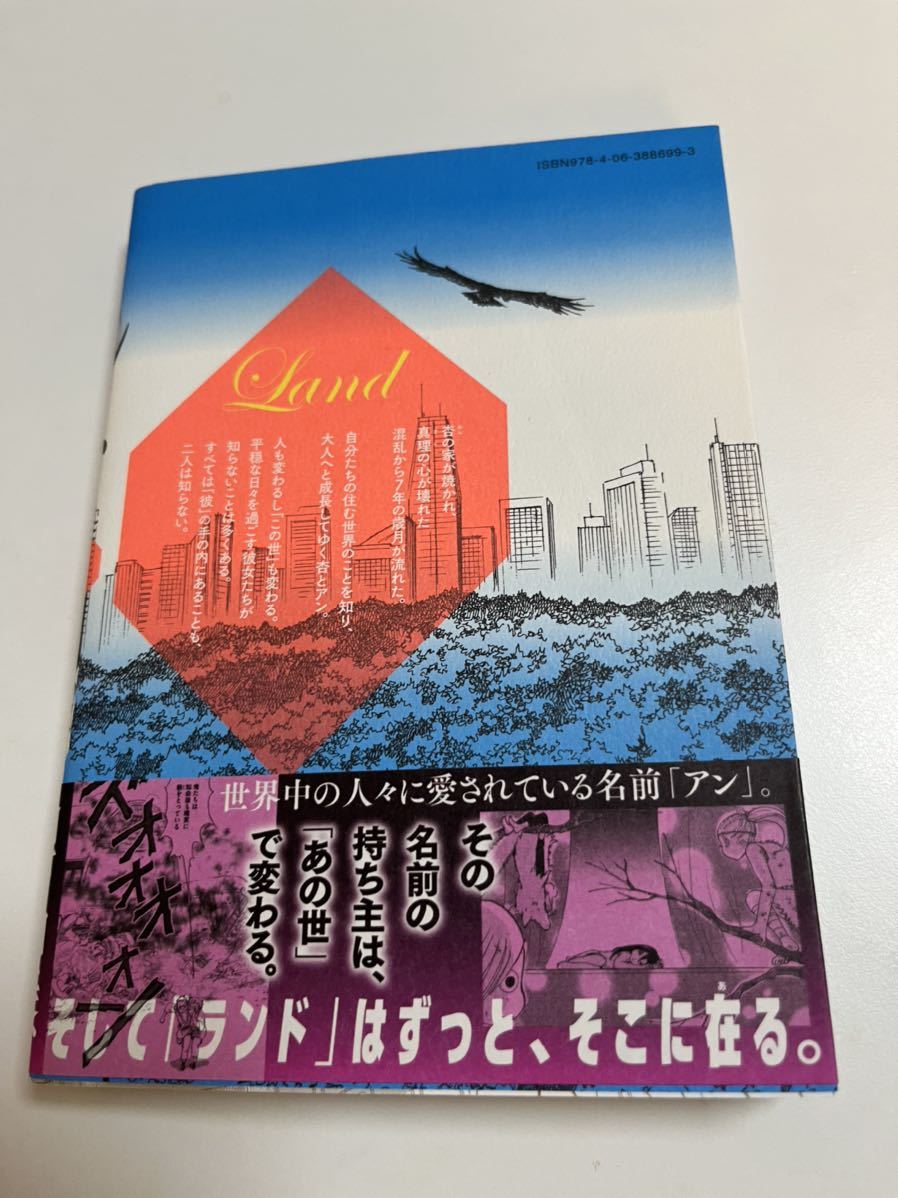 ISBN978-4-06-388699-3
Land
杏の家が焼かれ、
真理の心が壊れた
混乱から7年の歳月が流れた。
自分たちの住む世界のことを知り、
大人へと成長してゆく杏とアン。
人も変わるし「この世」も変わる。
平穏な日々を過ごす彼女たちが
知らないことは多くある。
すべては「彼」の手の内にあることも、
二人は知らない。
世界中の人々に愛されている名前「アン」。
その
名前の
持ち主は、
「あの世」
で変わる。
そして「ランド」はずっと、そこに在る。
あ
ズオオオォン